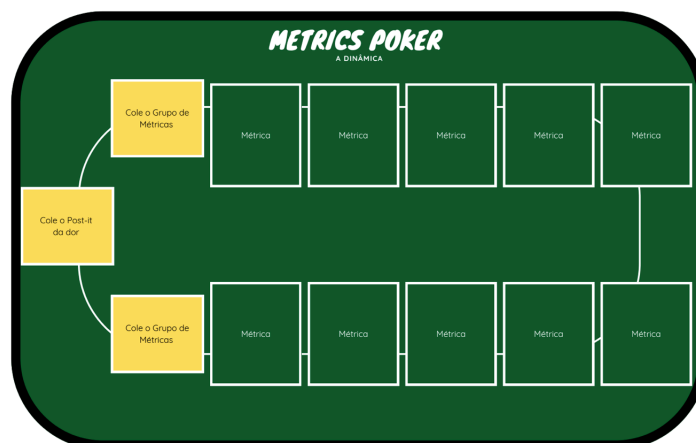 METRICS POKER
A DINÂMICA
Cole o Grupo de
Métricas
Métrica
Métrica
Métrica
Métrica
Métrica
Cole o Post-it
da dor
Cole o Grupo de
Métricas
Métrica
Métrica
Métrica
Métrica
Métrica